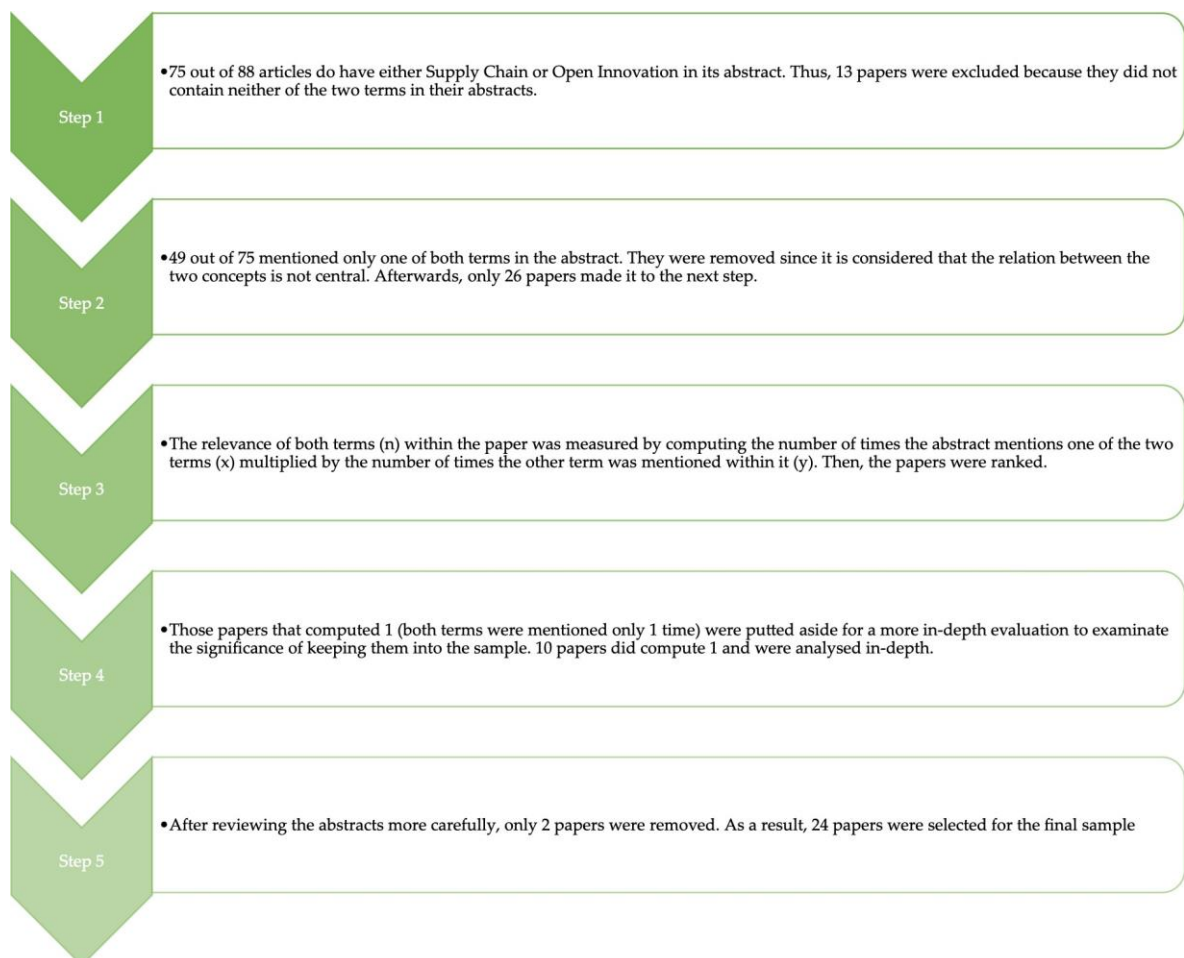 Step 1
•75 out of 88 articles do have either Supply Chain or Open Innovation in its abstract. Thus, 13 papers were excluded because they did not
contain neither of the two terms in their abstracts.
Step 2
•49 out of 75 mentioned only one of both terms in the abstract. They were removed since it is considered that the relation between the
two concepts is not central. Afterwards, only 26 papers made it to the next step.
Step 3
•The relevance of both terms (n) within the paper was measured by computing the number of times the abstract mentions one of the two
terms (x) multiplied by the number of times the other term was mentioned within it (y). Then, the papers were ranked.
Step 4
•Those papers that computed 1 (both terms were mentioned only 1 time) were putted aside for a more in-depth evaluation to examinate
the significance of keeping them into the sample. 10 papers did compute 1 and were analysed in-depth.
Step 5
•After reviewing the abstracts more carefully, only 2 papers were removed. As a result, 24 papers were selected for the final sample